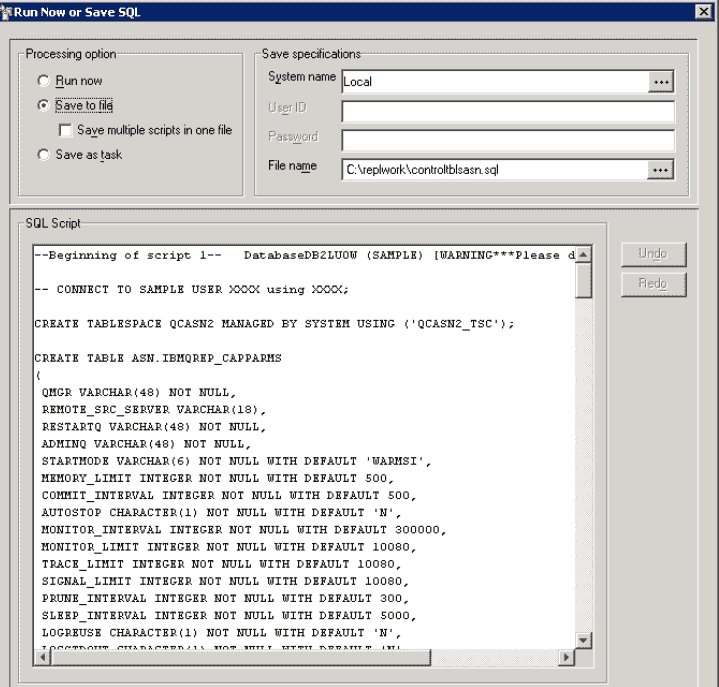 Run Now or Save SQL
Processing option
Run now
Save to file
Save multiple scripts in one file
Save as task
Save specifications
System name Local ...
User ID
Password
File name C:\replwork\controltblsasn.sql ...
SQL Script
--Beginning of script 1--   DatabaseDB2LUOW (SAMPLE) [WARNING***Please d
-- CONNECT TO SAMPLE USER XXXX using XXXX;
CREATE TABLESPACE QCASN2 MANAGED BY SYSTEM USING ('QCASN2_TSC');
CREATE TABLE ASN.IBMQREP_CAPPARMS
(
QMGR VARCHAR(48) NOT NULL,
REMOTE_SRC_SERVER VARCHAR(18),
RESTARTQ VARCHAR(48) NOT NULL,
ADMINQ VARCHAR(48) NOT NULL,
STARTMODE VARCHAR(6) NOT NULL WITH DEFAULT 'WARMSI',
MEMORY_LIMIT INTEGER NOT NULL WITH DEFAULT 500,
COMMIT_INTERVAL INTEGER NOT NULL WITH DEFAULT 500,
AUTOSTOP CHARACTER(1) NOT NULL WITH DEFAULT 'N',
MONITOR_INTERVAL INTEGER NOT NULL WITH DEFAULT 300000,
MONITOR_LIMIT INTEGER NOT NULL WITH DEFAULT 10080,
TRACE_LIMIT INTEGER NOT NULL WITH DEFAULT 10080,
SIGNAL_LIMIT INTEGER NOT NULL WITH DEFAULT 10080,
PRUNE_INTERVAL INTEGER NOT NULL WITH DEFAULT 300,
SLEEP_INTERVAL INTEGER NOT NULL WITH DEFAULT 5000,
LOGREUSE CHARACTER(1) NOT NULL WITH DEFAULT 'N',
LOGSTDOUT CHARACTER(1) NOT NULL WITH DEFAULT 'N'
Undo
Redo